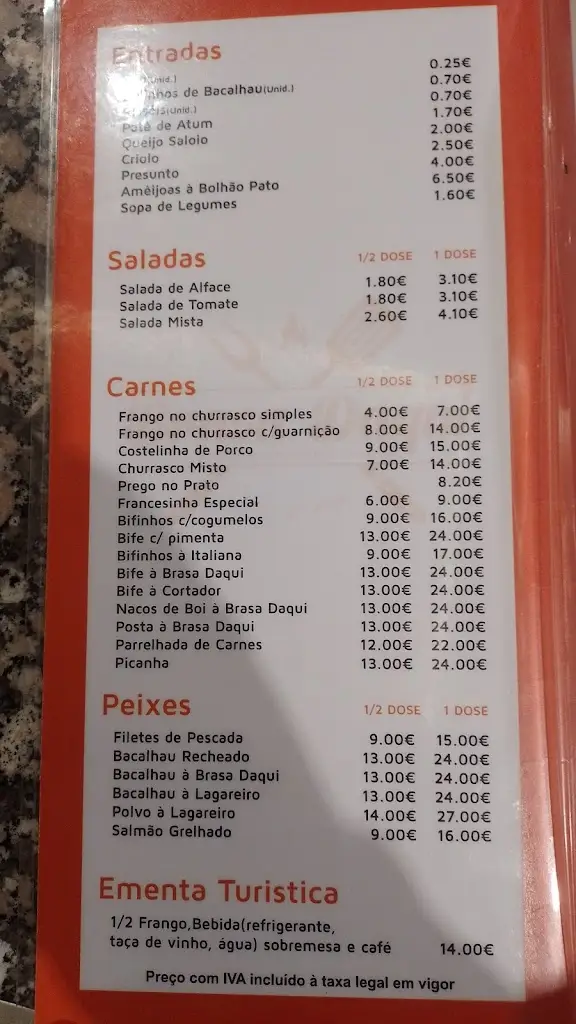 Entradas
(Unid.) 0.25€
de Bacalhau(Unid.) 0.70€
(Unid.) 0.70€
Patê de Atum 1.70€
Queijo Saloio 2.00€
Criolo 2.50€
Presunto 4.00€
Amêijoas à Bolhão Pato 6.50€
Sopa de Legumes 1.60€
Saladas 1/2 DOSE 1 DOSE
Salada de Alface 1.80€ 3.10€
Salada de Tomate 1.80€ 3.10€
Salada Mista 2.60€ 4.10€
Carnes 1/2 DOSE 1 DOSE
Frango no churrasco simples 4.00€ 7.00€
Frango no churrasco c/guarnição 8.00€ 14.00€
Costelinha de Porco 9.00€ 15.00€
Churrasco Misto 7.00€ 14.00€
Prego no Prato 8.20€
Francesinha Especial 6.00€ 9.00€
Bifinhos c/cogumelos 9.00€ 16.00€
Bife c/ pimenta 13.00€ 24.00€
Bifinhos à Italiana 9.00€ 17.00€
Bife à Brasa Daqui 13.00€ 24.00€
Bife à Cortador 13.00€ 24.00€
Nacos de Boi à Brasa Daqui 13.00€ 24.00€
Posta à Brasa Daqui 13.00€ 24.00€
Parrelhada de Carnes 12.00€ 22.00€
Picanha 13.00€ 24.00€
Peixes 1/2 DOSE 1 DOSE
Filetes de Pescada 9.00€ 15.00€
Bacalhau Recheado 13.00€ 24.00€
Bacalhau à Brasa Daqui 13.00€ 24.00€
Bacalhau à Lagareiro 13.00€ 24.00€
Polvo à Lagareiro 14.00€ 27.00€
Salmão Grelhado 9.00€ 16.00€
Ementa Turistica
1/2 Frango,Bebida(refrigerante,
taça de vinho, água) sobremesa e café 14.00€
Preço com IVA incluído à taxa legal em vigor